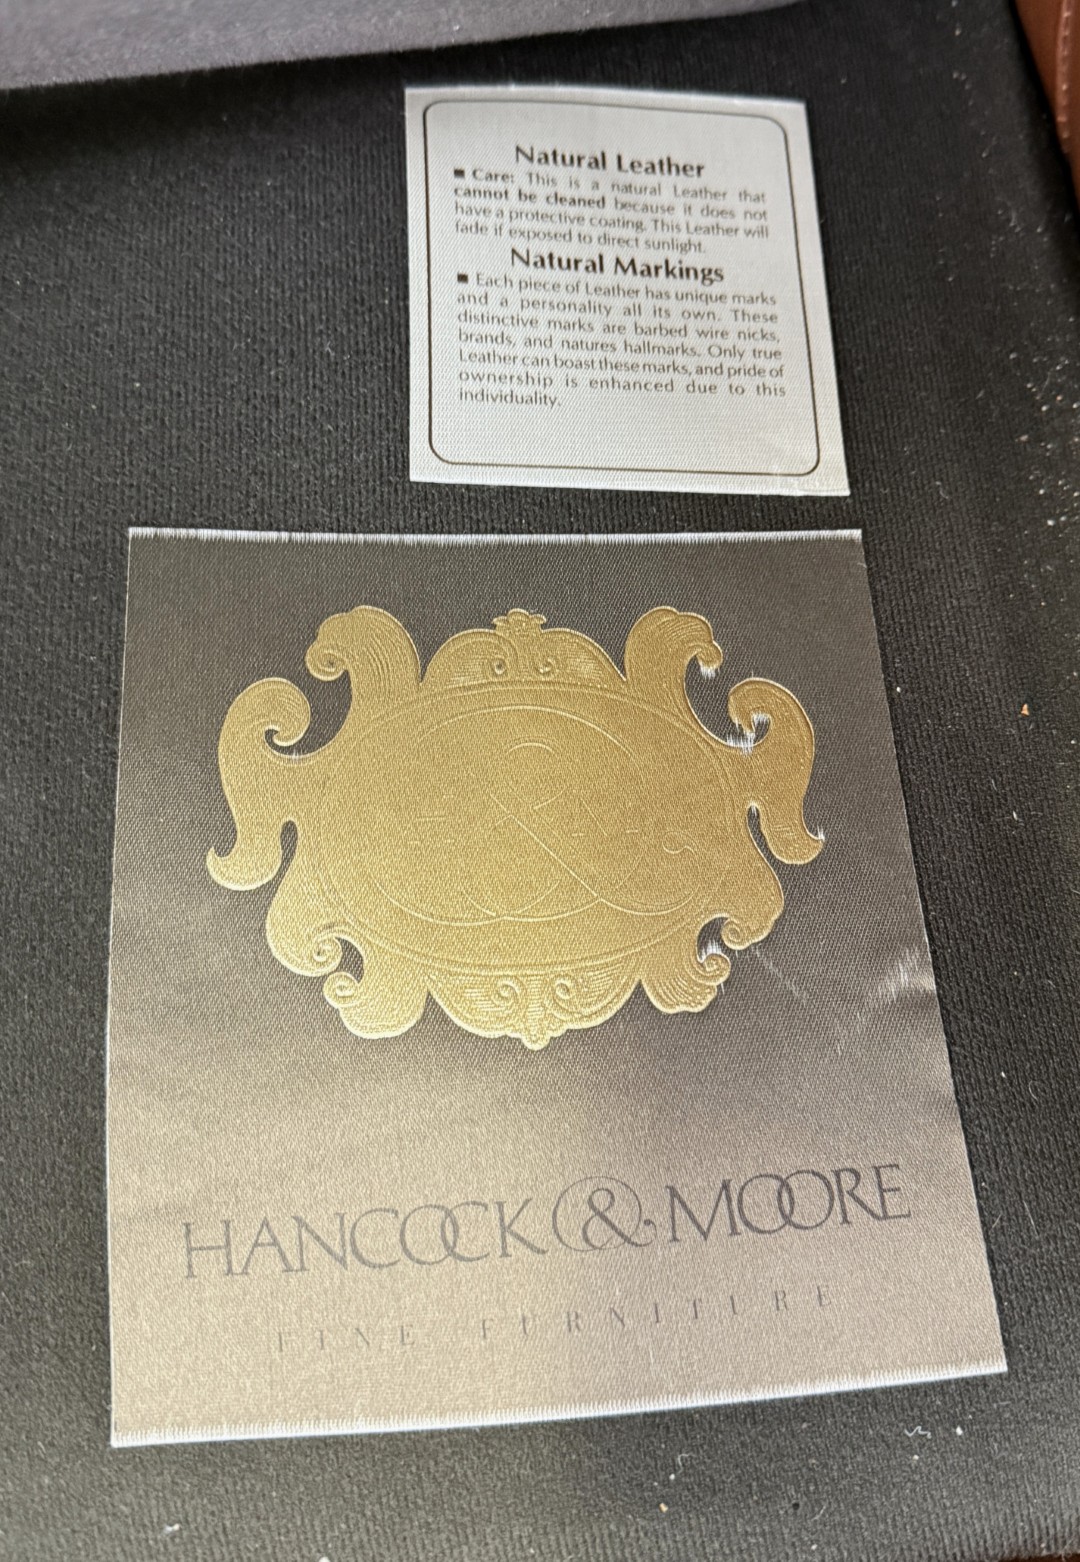 Natural Leather
■ Care: This is a natural Leather that
cannot be cleaned because it does not
have a protective coating. This Leather will
fade if exposed to direct sunlight.
Natural Markings
■ Each piece of Leather has unique marks
and a personality all its own. These
distinctive marks are barbed wire nicks,
brands, and natures hallmarks. Only true
Leather can boast these marks, and pride of
ownership is enhanced due to this
individuality.
HANCOCK & MOORE
FINE FURNITURE